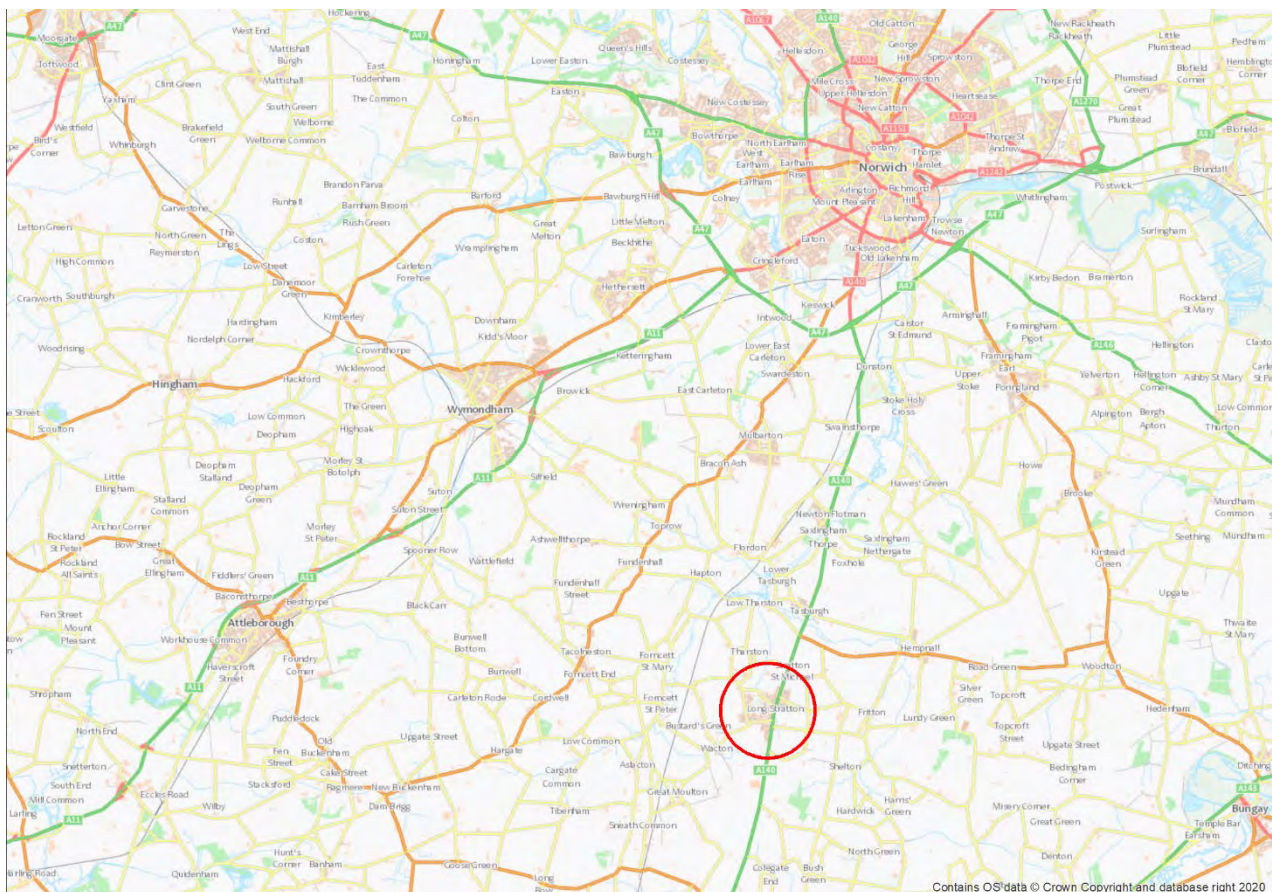 Hockering
A47
A1067
A140
Old Catton
New Rackheath
Rackheath
Little Plumstead
Pedham
Moorgate
Toftwood
West End
Mattishall Burgh
Honingham
Lower Easton
Queen's Hills
Costessey
Hellesdon
A1042
George Hill
Sprowston
Hemblington Corner
Blofield Corner
Clint Green
Mattishall
East Tuddenham
Easton
Mile Cross
Upper Hellesdon
New Sprowston
Thorpe End
Plumstead Green
Yaxham
South Green
The Common
New Costessey
New Catton
Heartsease
A1270
Great Plumstead
Westfield
Brakefield Green
Welborne
Welborne Common
Colton
A47
Bowthorpe
North Earlham
A1151
A1042
Thorpe St Andrew
A47
Blofield
Bird's Corner
Whinburgh
Bawburgh
West Earlham
Earlham Rise
Coslany
Thorpe Hamlet
A1242
Brundall
Norwich
Postwick
Brandon Parva
Barford
Bawburgh Hill
Earlham
Colney
Arlington
Mount Pleasant
Richmond Hill
Whitlingham
Garvestone
Runhall
Barnham Broom
Rush Green
Little Melton
Lakenham
Trowse Newton
A47
Letton Green
North Green
Reymerston
The Lings
Coston
Great Melton
Beckhithe
A47
Eaton
Tuckswood
Old Lakenham
Surlingham
High Common
Wramplingham
Cringleford
Cranworth
Southburgh
Low Street
Danemoor Green
Carleton Forehoe
Hethersett
A140
Keswick
A47
Kirby Bedon
Bramerton
Rockland St Mary
Hardingham
Kimberley
Downham
Kidd's Moor
A11
Intwood
A47
Caistor St Edmund
Arminghall
Framingham Pigot
Woodrising
Nordelph Corner
Crownthorpe
Ketteringham
Lower East Carleton
A146
Hellington
Hingham
Hackford
Wicklewood
Browick
East Carleton
Swardeston
Dunston
Upper Stoke
Framingham Earl
Poringland
Yelverton
Hellington Corner
Ashby St Mary
Scoulton
Low Common
The Green
Wymondham
Stoke Holy Cross
Alpington
Bergh Apton
Low Common
Thurton
Deopham
Highoak
Mulbarton
Swainsthorpe
Little Ellingham
Deopham Stalland
Morley St Botolph
A11
Silfield
Bracon Ash
Howe
Stalland Common
Deopham Green
Suton
A140
Hawes' Green
Brooke
Mundham Common
Anchor Corner
Suton Street
Wreningham
Newton Flotman
Rockland St Peter
Bow Street
Morley St Peter
Toprow
Saxlingham Thorpe
Saxlingham Nethergate
Seething
Mundham
Rockland All Saints
Great Ellingham
Spooner Row
Ashwellthorpe
Flordon
Kirstead Green
Fiddlers' Green
A11
Wattlefield
Fundenhall
Foxhole
Baconsthorpe
Besthorpe
Fundenhall Street
Hapton
Lower Tasburgh
Upgate
Fen Street
Mount Pleasant
Attleborough
Black Carr
Low Tharston
Tasburgh
Thwaite St Mary
Workhouse Common
Bunwell Bottom
Tacolneston
Tharston
Hempnall
Haverscroft Street
Foundry Corner
Bunwell
Forncett End
Forncett St Mary
St Michael
Road Green
Woodton
Shropham
A11
Carleton Rode
Cordwell
Forncett St Peter
Long Stratton
Fritton
Silver Green
Topcroft
Hedenham
Puddledock
Bustard's Green
Lundy Green
Topcroft Street
North End
Old Buckenham
Upgate Street
Hargate
Low Common
Wacton
Upgate Street
Snetterton
Fen Street
Aslacton
Shelton
Bedingham Corner
Ditching
South End
Stacksford
Cake Street
Ragmere
New Buckenham
Cargate Common
A140
A143
Mill Common
Eccles Road
Wilby
Dam Brigg
Great Moulton
Harris' Green
Misery Corner
Bungay
Larling
A11
Tibenham
Hardwick
Great Green
Temple Bar
Sneath Common
Earsham
Hunt's Corner
North Green
Denton
Quidenham
Banham
Goose Green
Long
Colegate End
Bush Green
Contains OS data © Crown Copyright and database right 2020